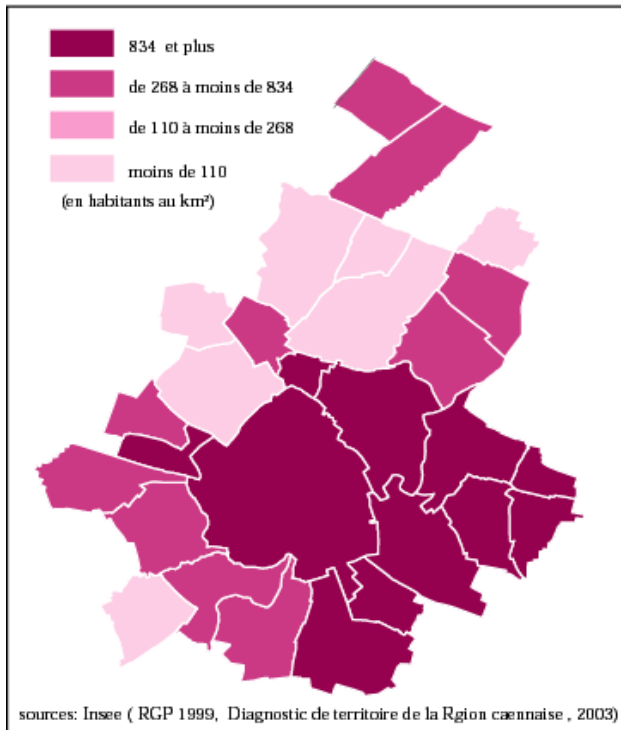 834 et plus
de 268 à moins de 834
de 110 à moins de 268
moins de 110
(en habitants au km²)
sources: Insee ( RGP 1999, Diagnostic de territoire de la Rgion caennaise , 2003)